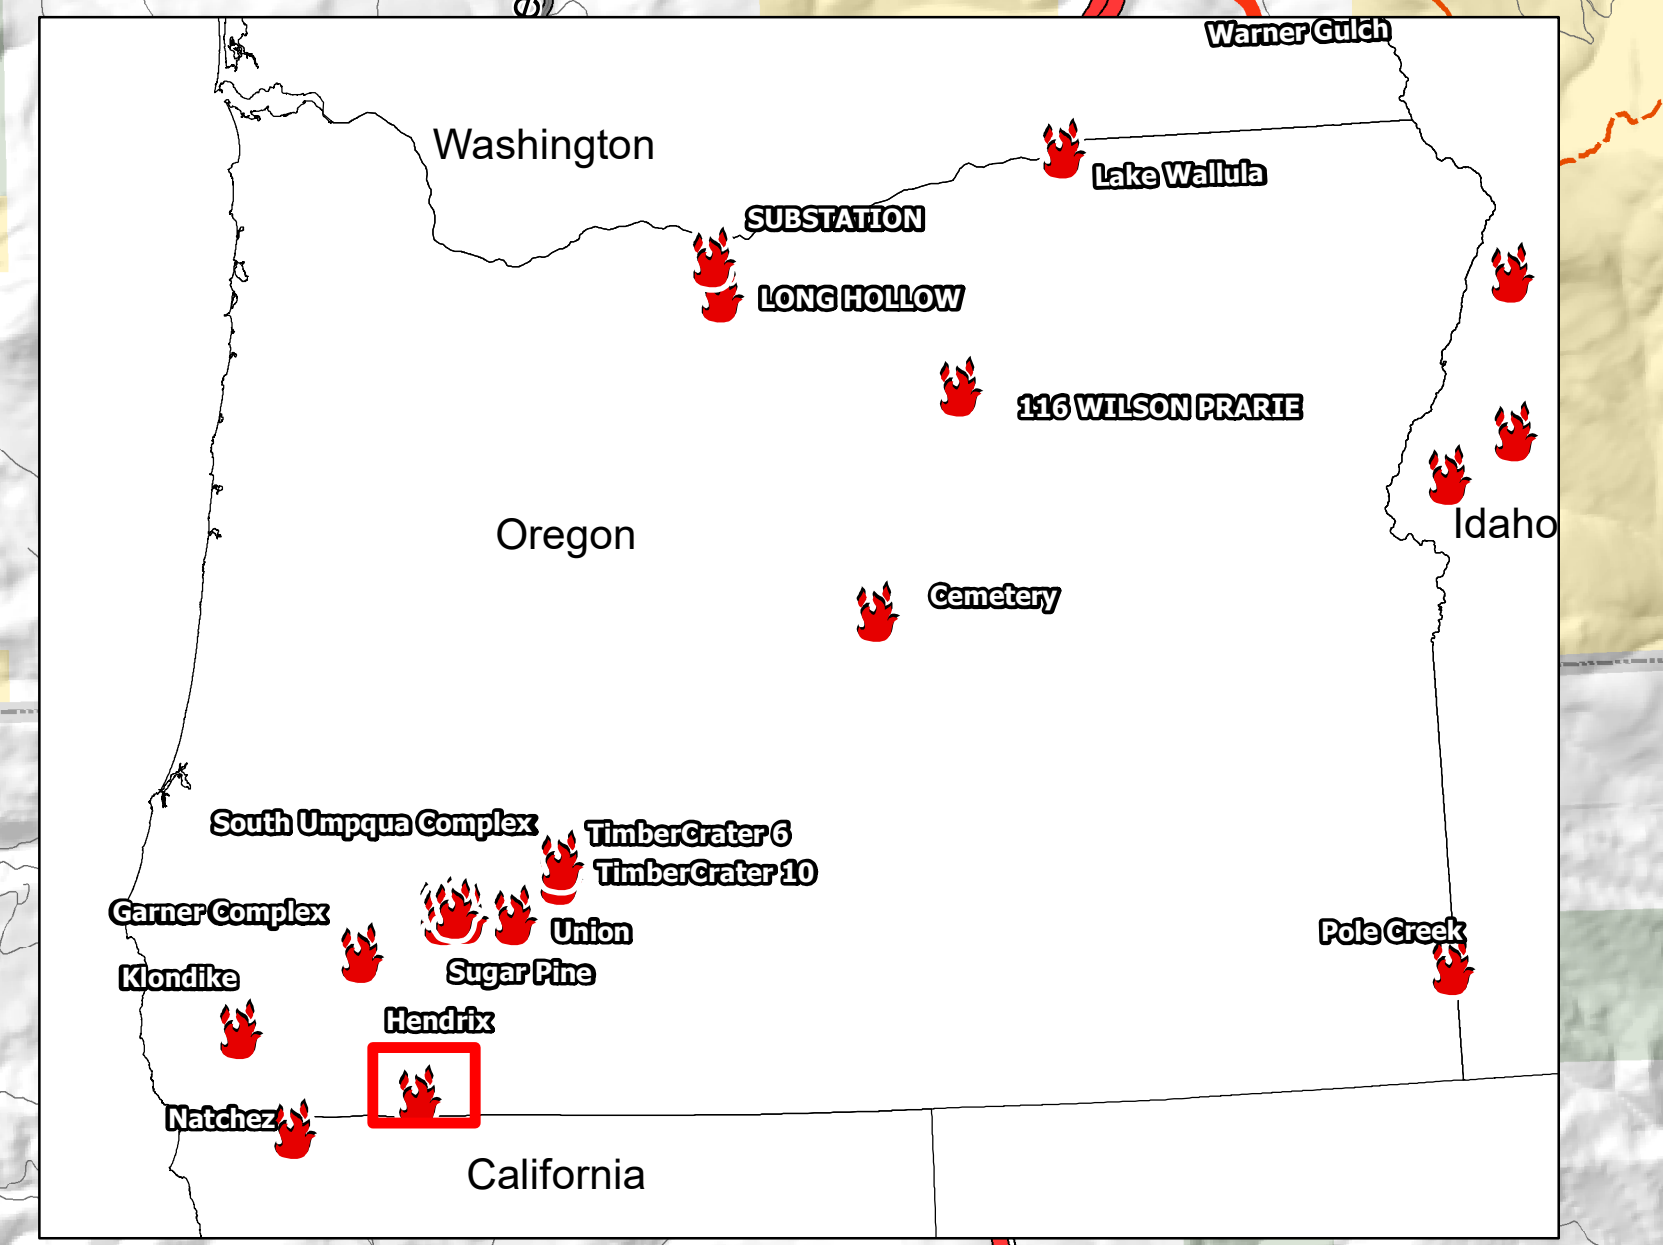 Warner Gulch
Washington
Lake Wallula
SUBSTATION
LONG HOLLOW
116 WILSON PRARIE
Idaho
Oregon
Cemetery
South Umpqua Complex
TimberCrater 6
TimberCrater 10
Garner Complex
Union
Pole Creek
Sugar Pine
Klondike
Hendrix
Natchez
California